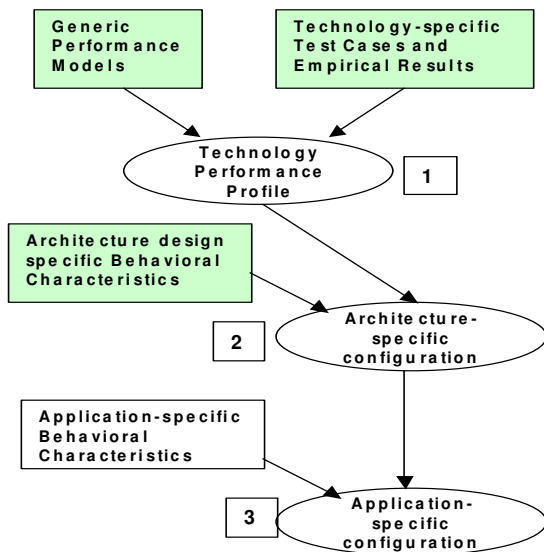 Generic
Performance
Models
Technology-specific
Test Cases and
Empirical Results
Technology
Performance
Profile
1
Architecture design
specific Behavioral
Characteristics
Architecture-
specific
configuration
2
Application-specific
Behavioral
Characteristics
Application-
specific
configuration
3